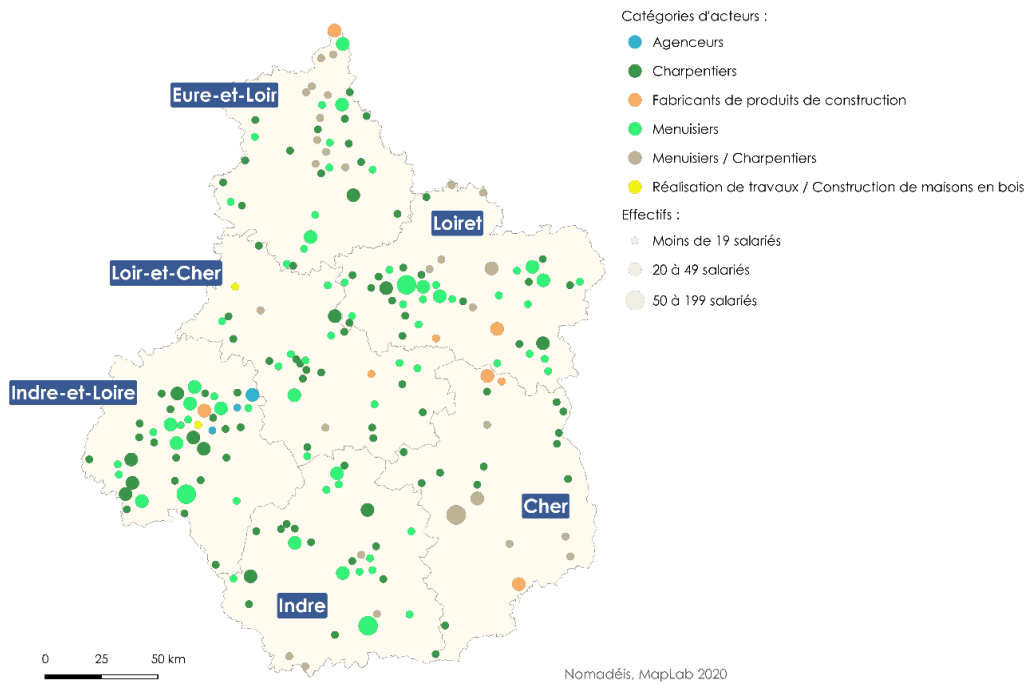 Catégories d'acteurs :
Agenceurs
Charpentiers
Fabricants de produits de construction
Menuisiers
Menuisiers / Charpentiers
Réalisation de travaux / Construction de maisons en bois
Effectifs :
Moins de 19 salariés
20 à 49 salariés
50 à 199 salariés
Eure-et-Loir
Loiret
Loir-et-Cher
Indre-et-Loire
Cher
Indre
0 25 50 km
Nomadéis, MapLab 2020